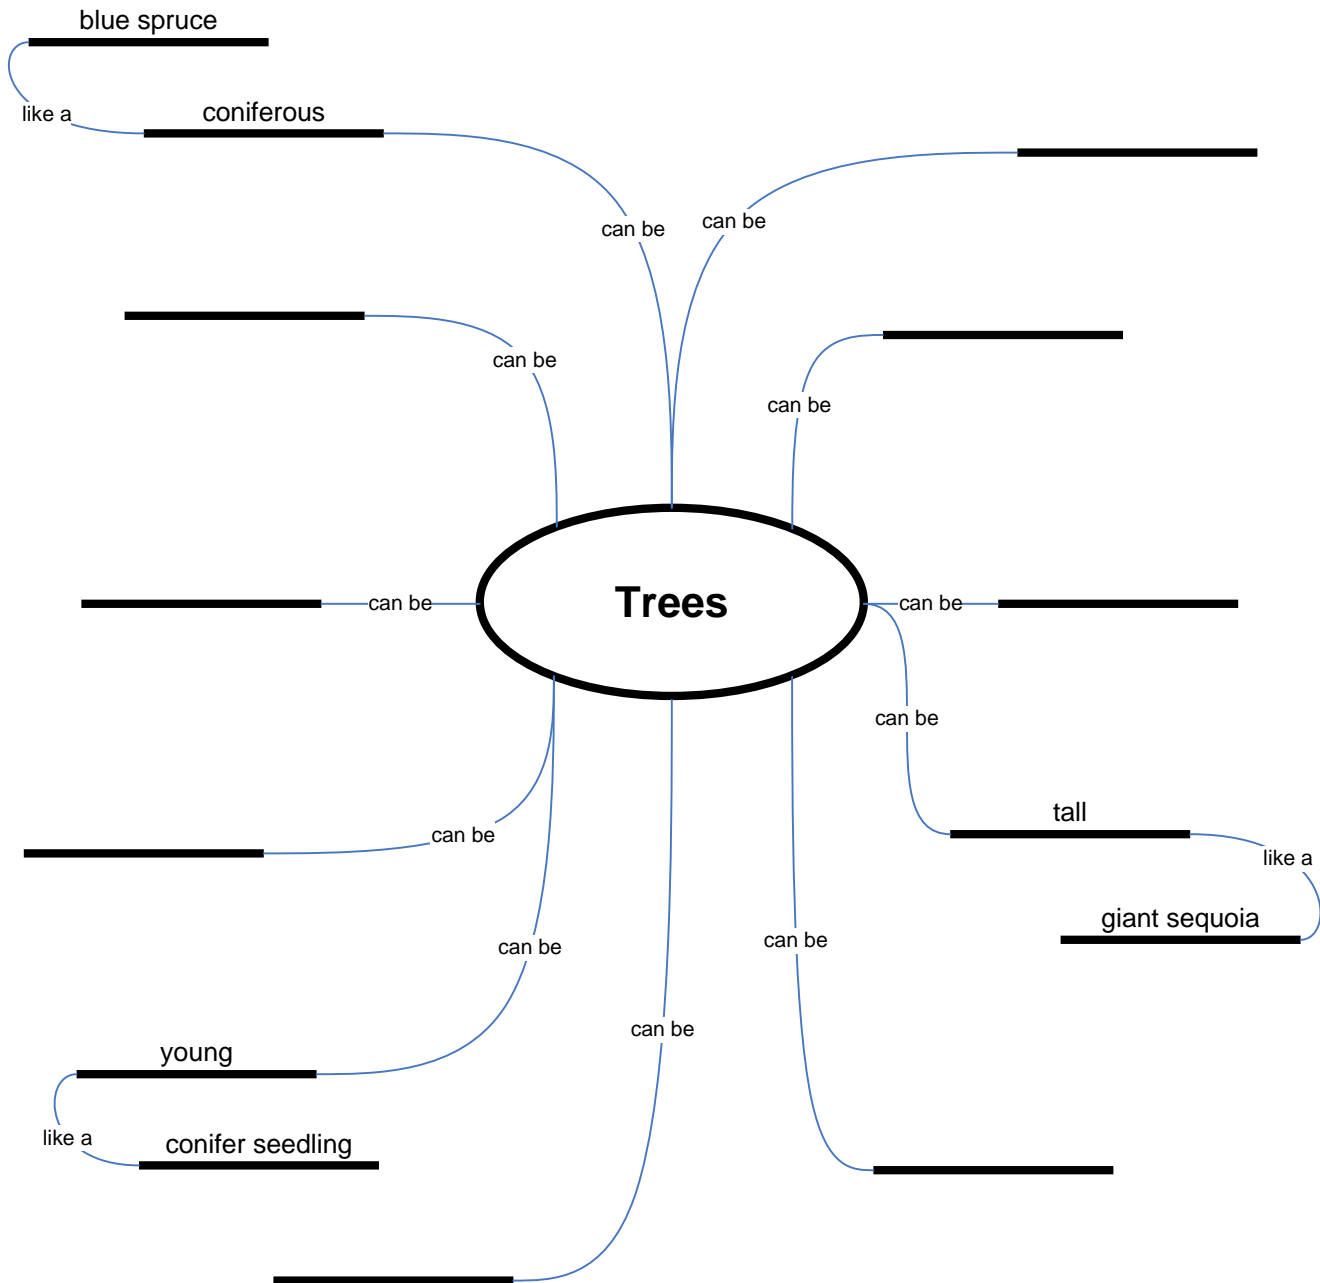 blue spruce
like a
coniferous
can be
can be
can be
can be
Trees
can be
can be
can be
tall
can be
like a
giant sequoia
can be
can be
can be
young
like a
conifer seedling